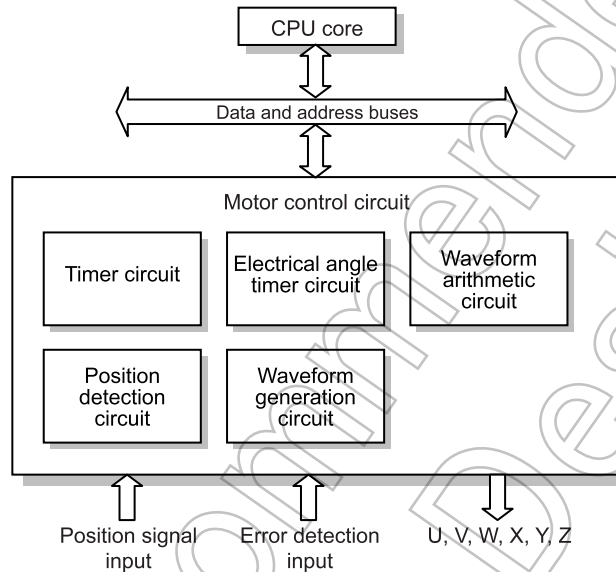 CPU core
Data and address buses
Motor control circuit
Timer circuit
Electrical angle
timer circuit
Waveform
arithmetic
circuit
Position
detection
circuit
Waveform
generation
circuit
Position signal
input
Error detection
input
U, V, W, X, Y, Z